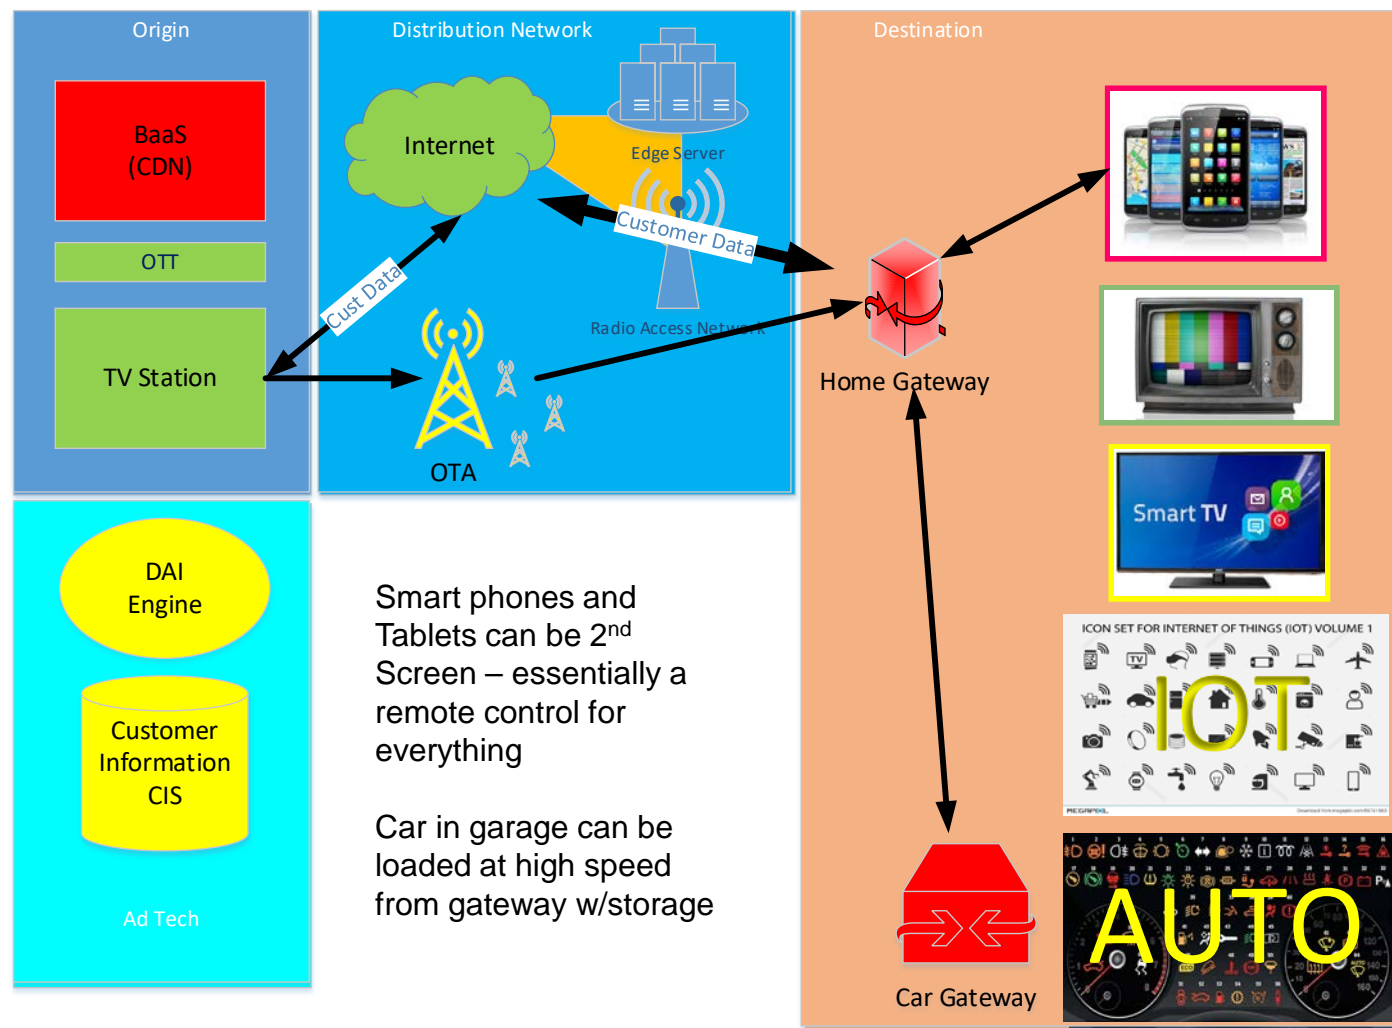 Origin
BaaS
(CDN)
OTT
TV Station
Distribution Network
Internet
Edge Server
Customer Data
Cust Data
Radio Access Network
OTA
Destination
Home Gateway
Smart TV
ICON SET FOR INTERNET OF THINGS (IOT) VOLUME 1
TV
IOT
MEGAPIXL
AUTO
Car Gateway
DAI
Engine
Customer
Information
CIS
Ad Tech
Smart phones and
Tablets can be 2nd
Screen – essentially a
remote control for
everything
Car in garage can be
loaded at high speed
from gateway w/storage